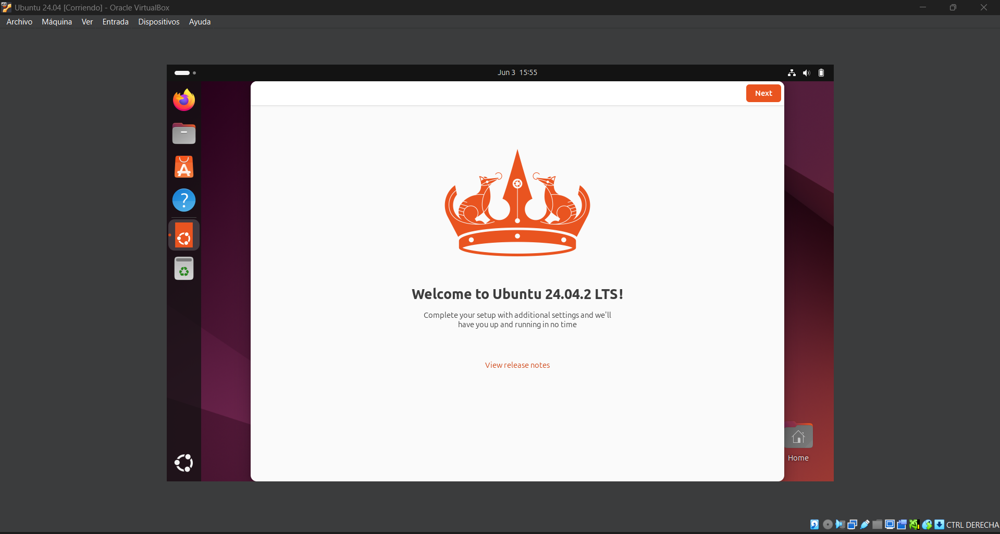 Ubuntu 24.04 [Corriendo] - Oracle VirtualBox
Archivo Máquina Ver Entrada Dispositivos Ayuda
Jun 3 15:55
Next
Welcome to Ubuntu 24.04.2 LTS!
Complete your setup with additional settings and we'll
have you up and running in no time
View release notes
Home
CTRL DERECHA